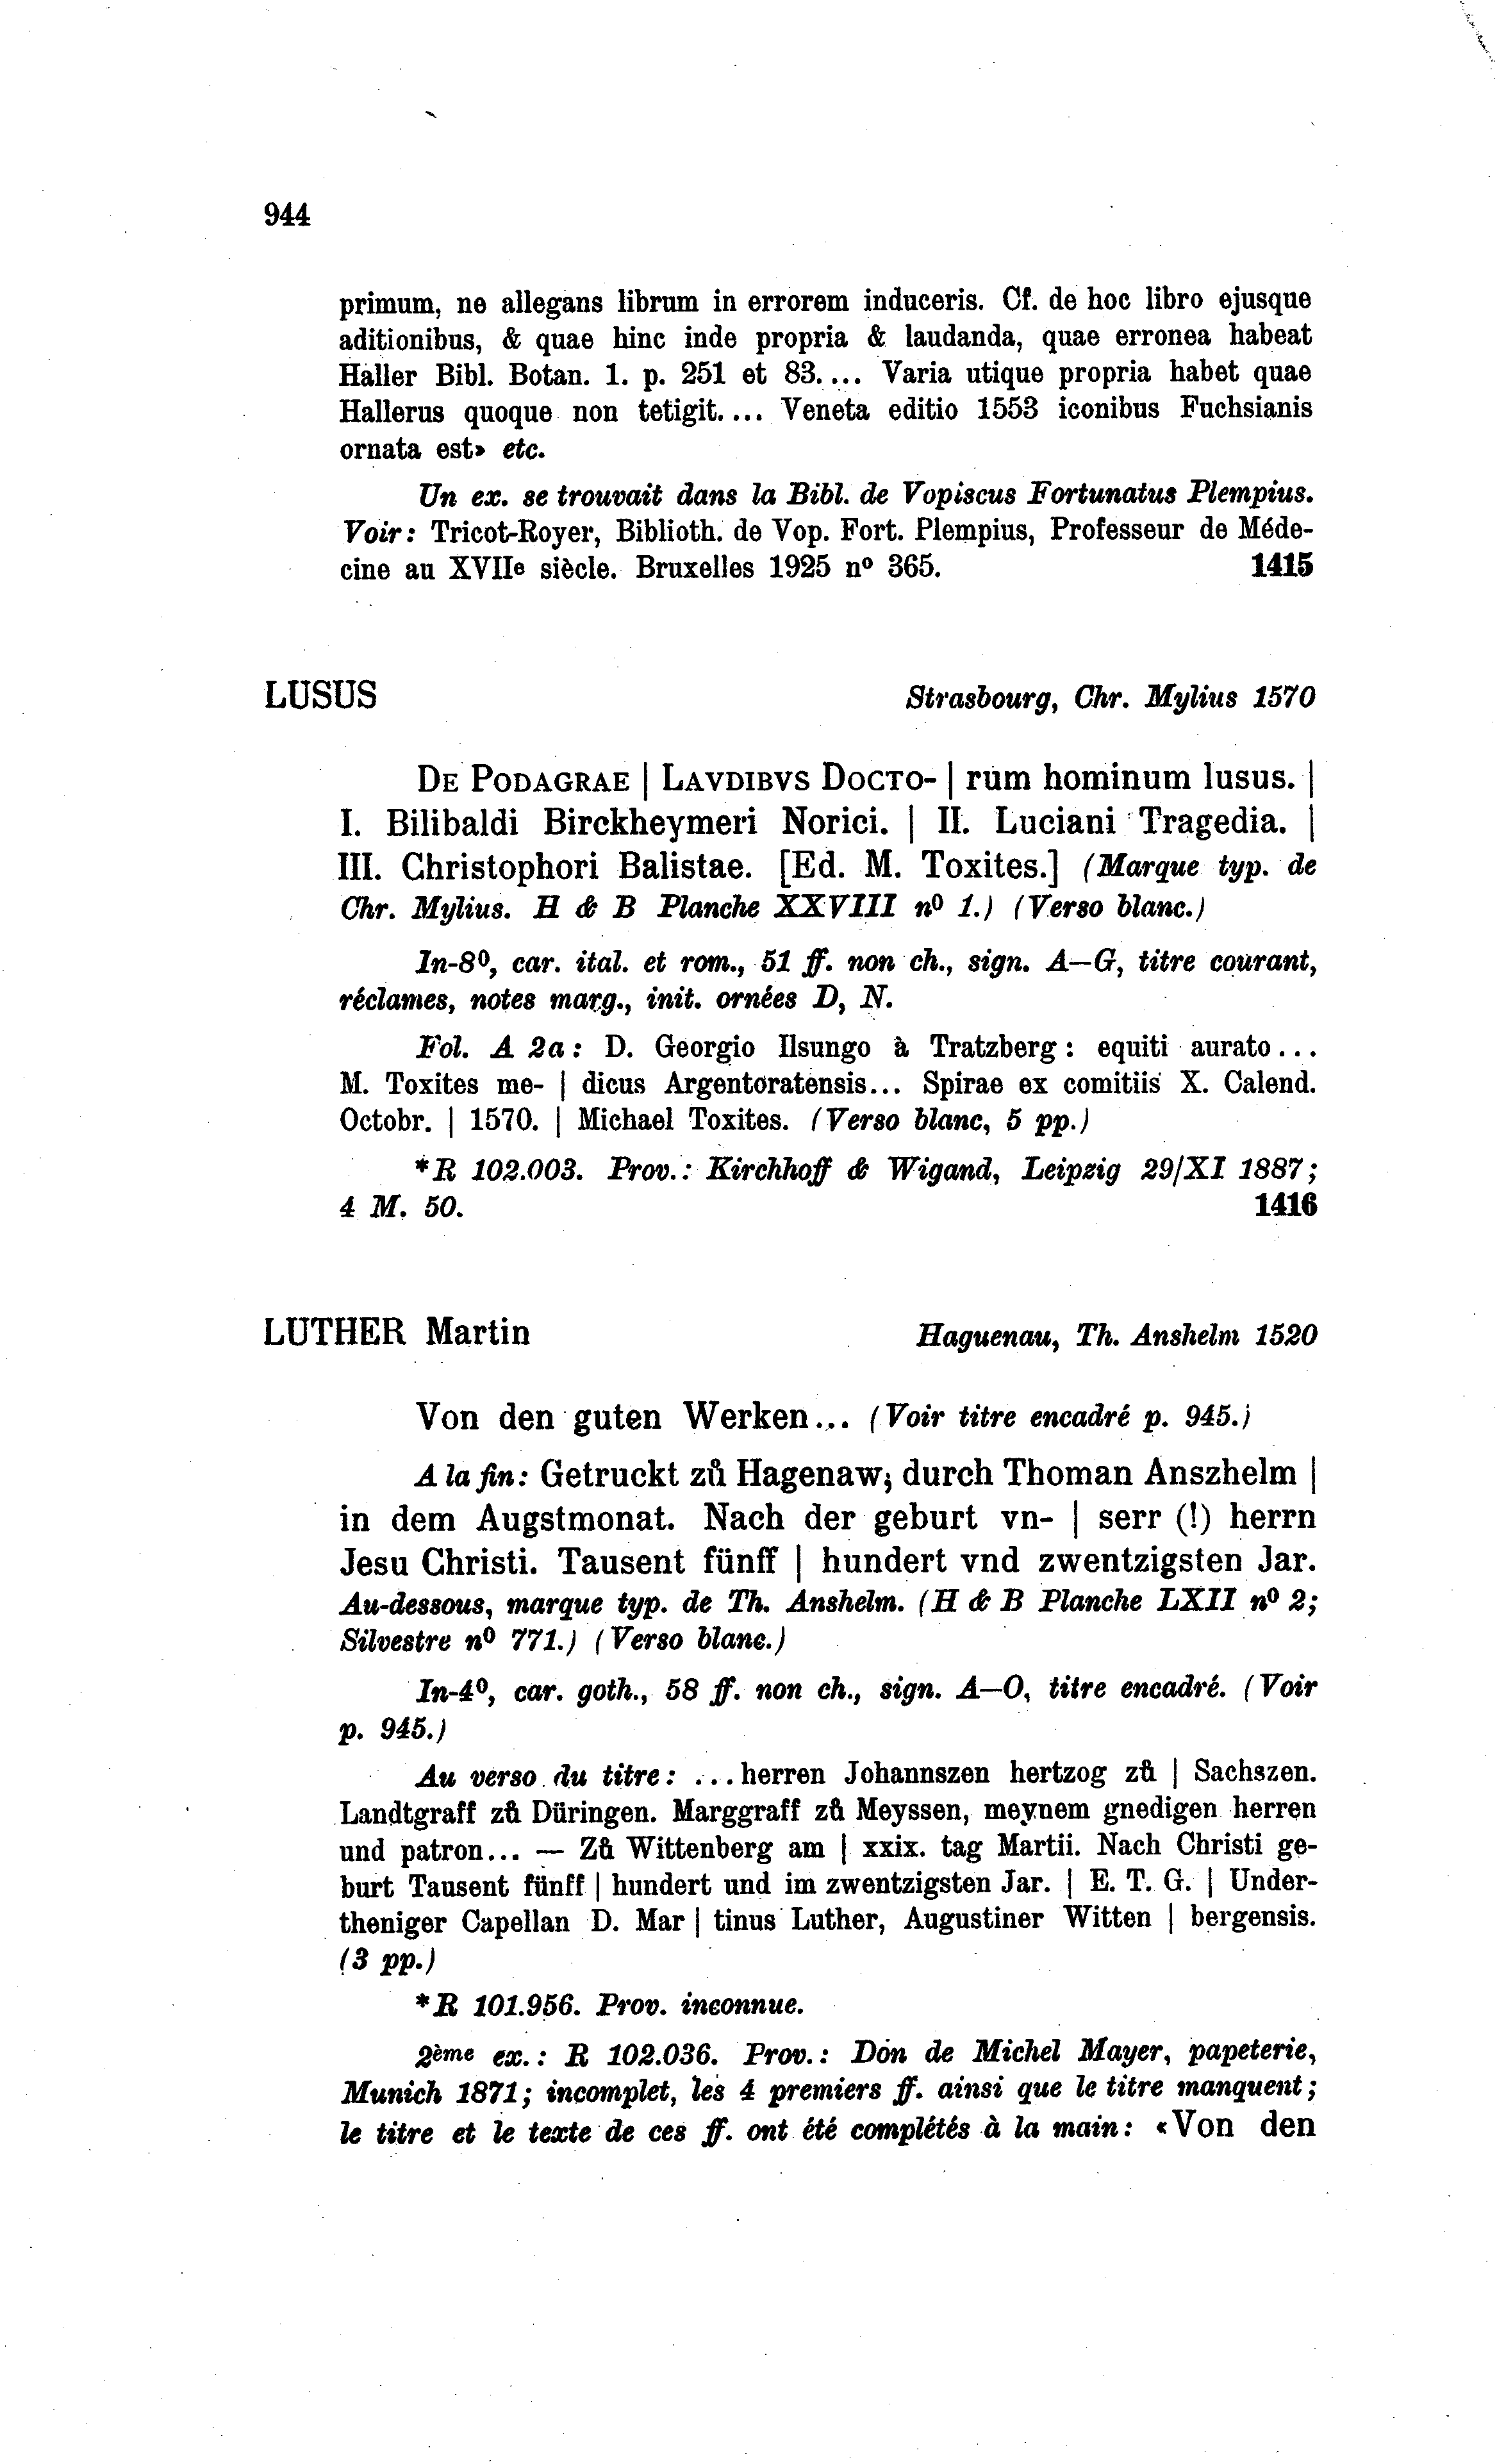 944
primum, ne allegans librum in errorem induceris. Cf. de hoc libro ejusque
aditionibus, & quae hinc inde propria & laudanda, quae erronea habeat
Haller Bibl. Botan. 1. p. 251 et 83. ... Varia utique propria habet quae
Hallerus quoque non tetigit. ... Veneta editio 1553 iconibus Fuchsianis
ornata est» etc.
Un ex. se trouvait dans la Bibl. de Vopiscus Fortunatus Plempius.
Voir: Tricot-Royer, Biblioth. de Vop. Fort. Plempius, Professeur de Méde-
cine au XVIIe siècle. Bruxelles 1925 nº 365. 1415
LUSUS Strasbourg, Chr. Mylius 1570
DE PODAGRAE | LAVDIBVS DOCTO- | rum hominum lusus. |
I. Bilibaldi Birckheymeri Norici. | II. Luciani Tragedia. |
III. Christophori Balistae. [Ed. M. Toxites.] (Marque typ. de
Chr. Mylius. H & B Planche XXVIII nº 1.) (Verso blanc.)
In-8º, car. ital. et rom., 51 ff. non ch., sign. A—G, titre courant,
réclames, notes marg., init. ornées D, N.
Fol. A 2a: D. Georgio Ilsungo à Tratzberg: equiti aurato...
M. Toxites me- | dicus Argentoratensis... Spirae ex comitiis X. Calend.
Octobr. | 1570. | Michael Toxites. (Verso blanc, 5 pp.)
*R 102.003. Prov.: Kirchhoff & Wigand, Leipzig 29/XI 1887;
4 M. 50. 1416
LUTHER Martin Haguenau, Th. Anshelm 1520
Von den guten Werken... (Voir titre encadré p. 945.)
A la fin: Getruckt zů Hagenaw, durch Thoman Anszhelm |
in dem Augstmonat. Nach der geburt vn- | serr (!) herrn
Jesu Christi. Tausent fünff | hundert vnd zwentzigsten Jar.
Au-dessous, marque typ. de Th. Anshelm. (H & B Planche LXII nº 2;
Silvestre nº 771.) (Verso blanc.)
In-4º, car. goth., 58 ff. non ch., sign. A—O, titre encadré. (Voir
p. 945.)
Au verso du titre: ...herren Johannszen hertzog zů | Sachszen.
Landtgraff zů Düringen. Marggraff zů Meyssen, meynem gnedigen herren
und patron... — Zů Wittenberg am | xxix. tag Martii. Nach Christi ge-
burt Tausent fünff | hundert und im zwentzigsten Jar. | E. T. G. | Under-
theniger Capellan D. Mar | tinus Luther, Augustiner Witten | bergensis.
(3 pp.)
*R 101.956. Prov. inconnue.
2ème ex.: R 102.036. Prov.: Don de Michel Mayer, papeterie,
Munich 1871; incomplet, les 4 premiers ff. ainsi que le titre manquent;
le titre et le texte de ces ff. ont été complétés à la main: «Von den